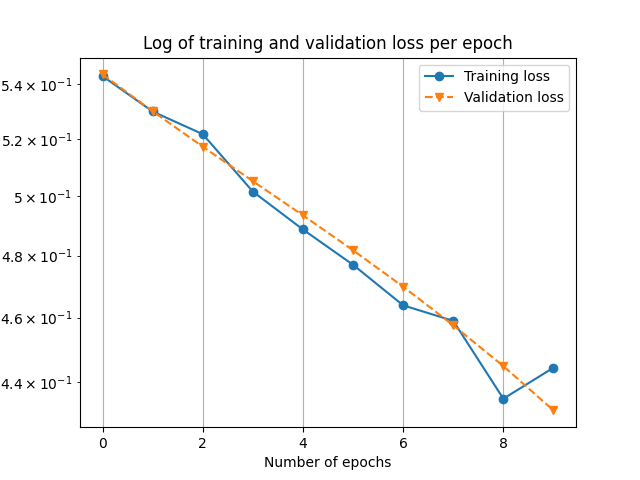 Log of training and validation loss per epoch
Training loss
Validation loss
5.4 × 10⁻¹
5.2 × 10⁻¹
5 × 10⁻¹
4.8 × 10⁻¹
4.6 × 10⁻¹
4.4 × 10⁻¹
0 2 4 6 8
Number of epochs